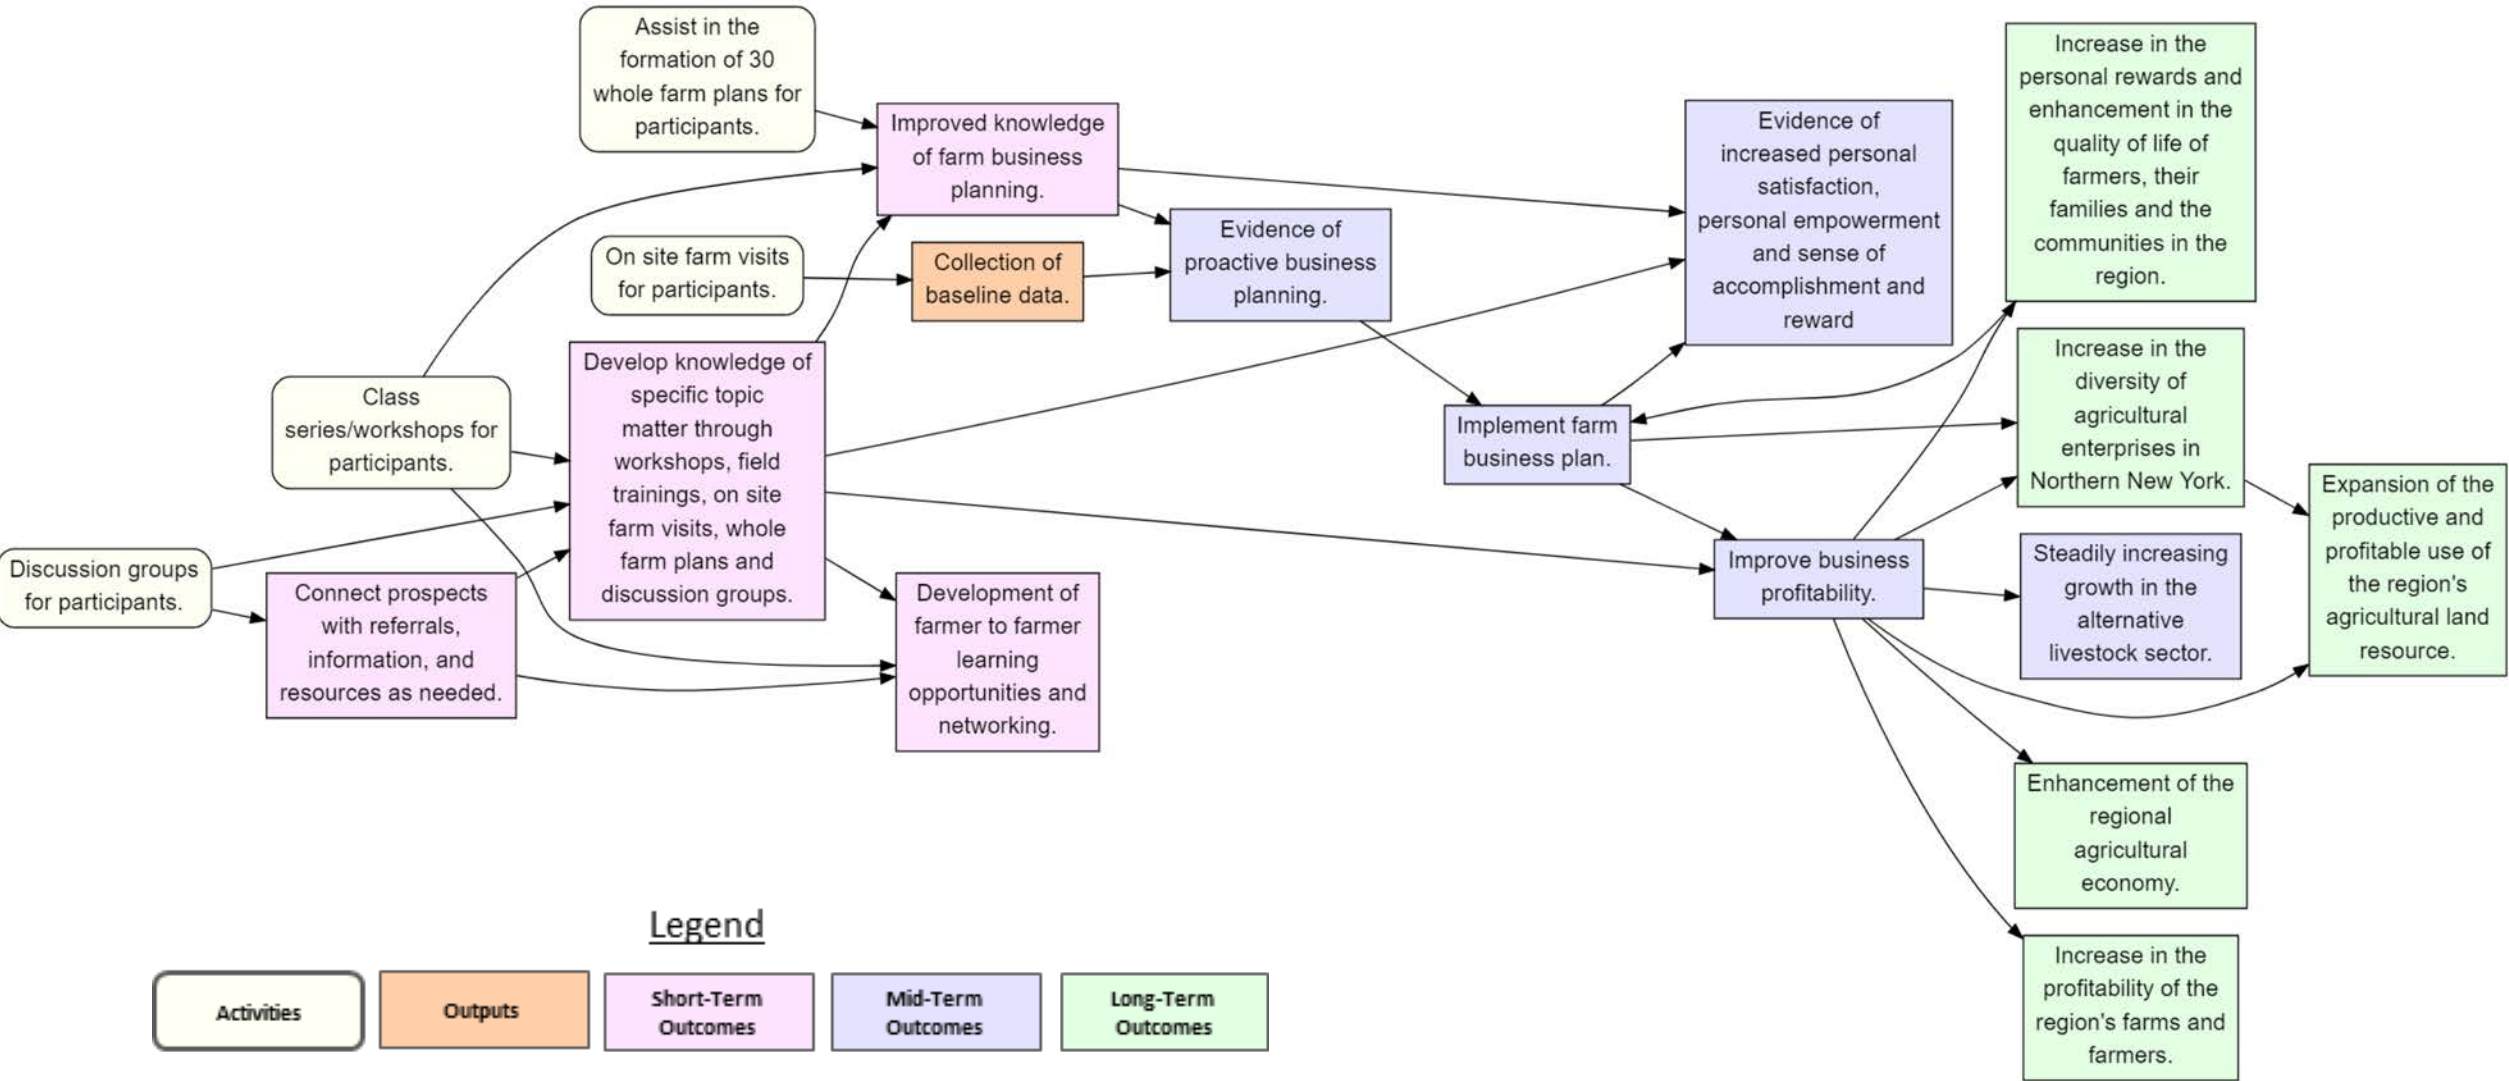 Assist in the
formation of 30
whole farm plans for
participants.
Improved knowledge
of farm business
planning.
On site farm visits
for participants.
Collection of
baseline data.
Evidence of
proactive business
planning.
Class
series/workshops for
participants.
Develop knowledge of
specific topic
matter through
workshops, field
trainings, on site
farm visits, whole
farm plans and
discussion groups.
Discussion groups
for participants.
Connect prospects
with referrals,
information, and
resources as needed.
Development of
farmer to farmer
learning
opportunities and
networking.
Evidence of
increased personal
satisfaction,
personal empowerment
and sense of
accomplishment and
reward
Implement farm
business plan.
Improve business
profitability.
Increase in the
personal rewards and
enhancement in the
quality of life of
farmers, their
families and the
communities in the
region.
Increase in the
diversity of
agricultural
enterprises in
Northern New York.
Steadily increasing
growth in the
alternative
livestock sector.
Expansion of the
productive and
profitable use of
the region's
agricultural land
resource.
Enhancement of the
regional
agricultural
economy.
Increase in the
profitability of the
region's farms and
farmers.
Legend
Activities
Outputs
Short-Term
Outcomes
Mid-Term
Outcomes
Long-Term
Outcomes